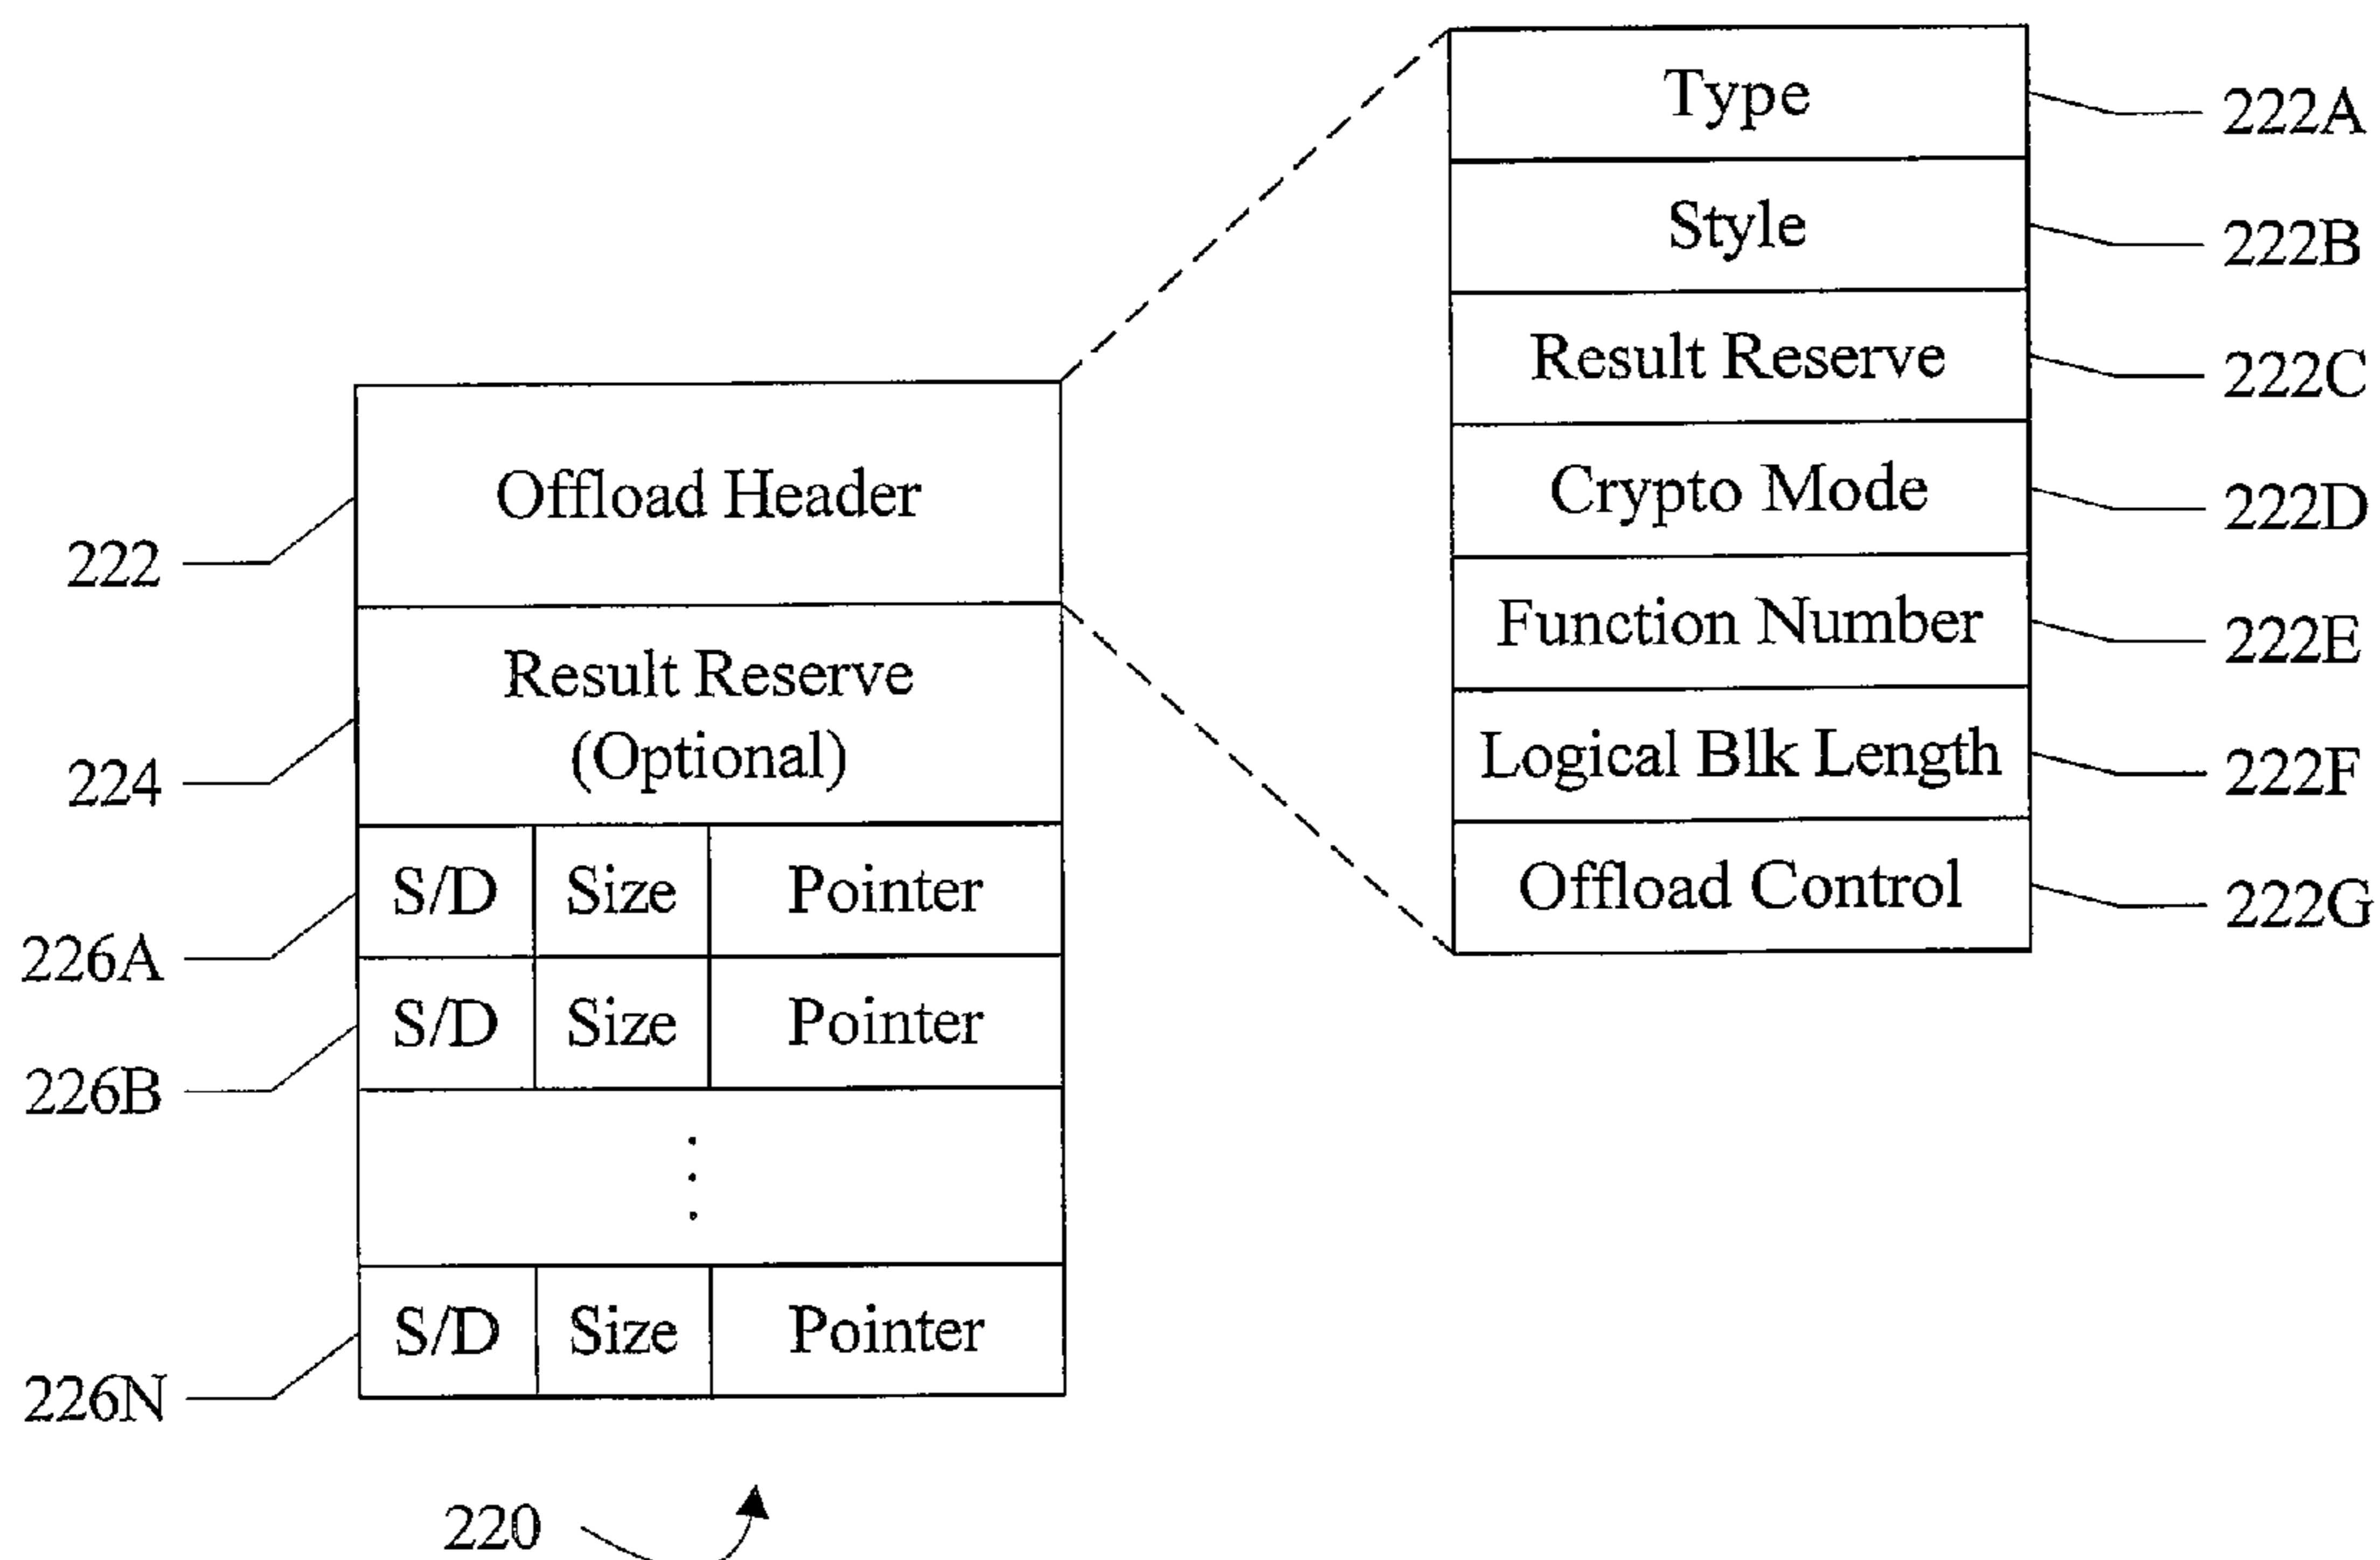 Type
222A
Style
222B
Result Reserve
222C
Crypto Mode
222D
Function Number
222E
Logical Blk Length
222F
Offload Control
222G
Offload Header
222
Result Reserve
(Optional)
224
S/D Size Pointer
226A
S/D Size Pointer
226B
S/D Size Pointer
226N
220